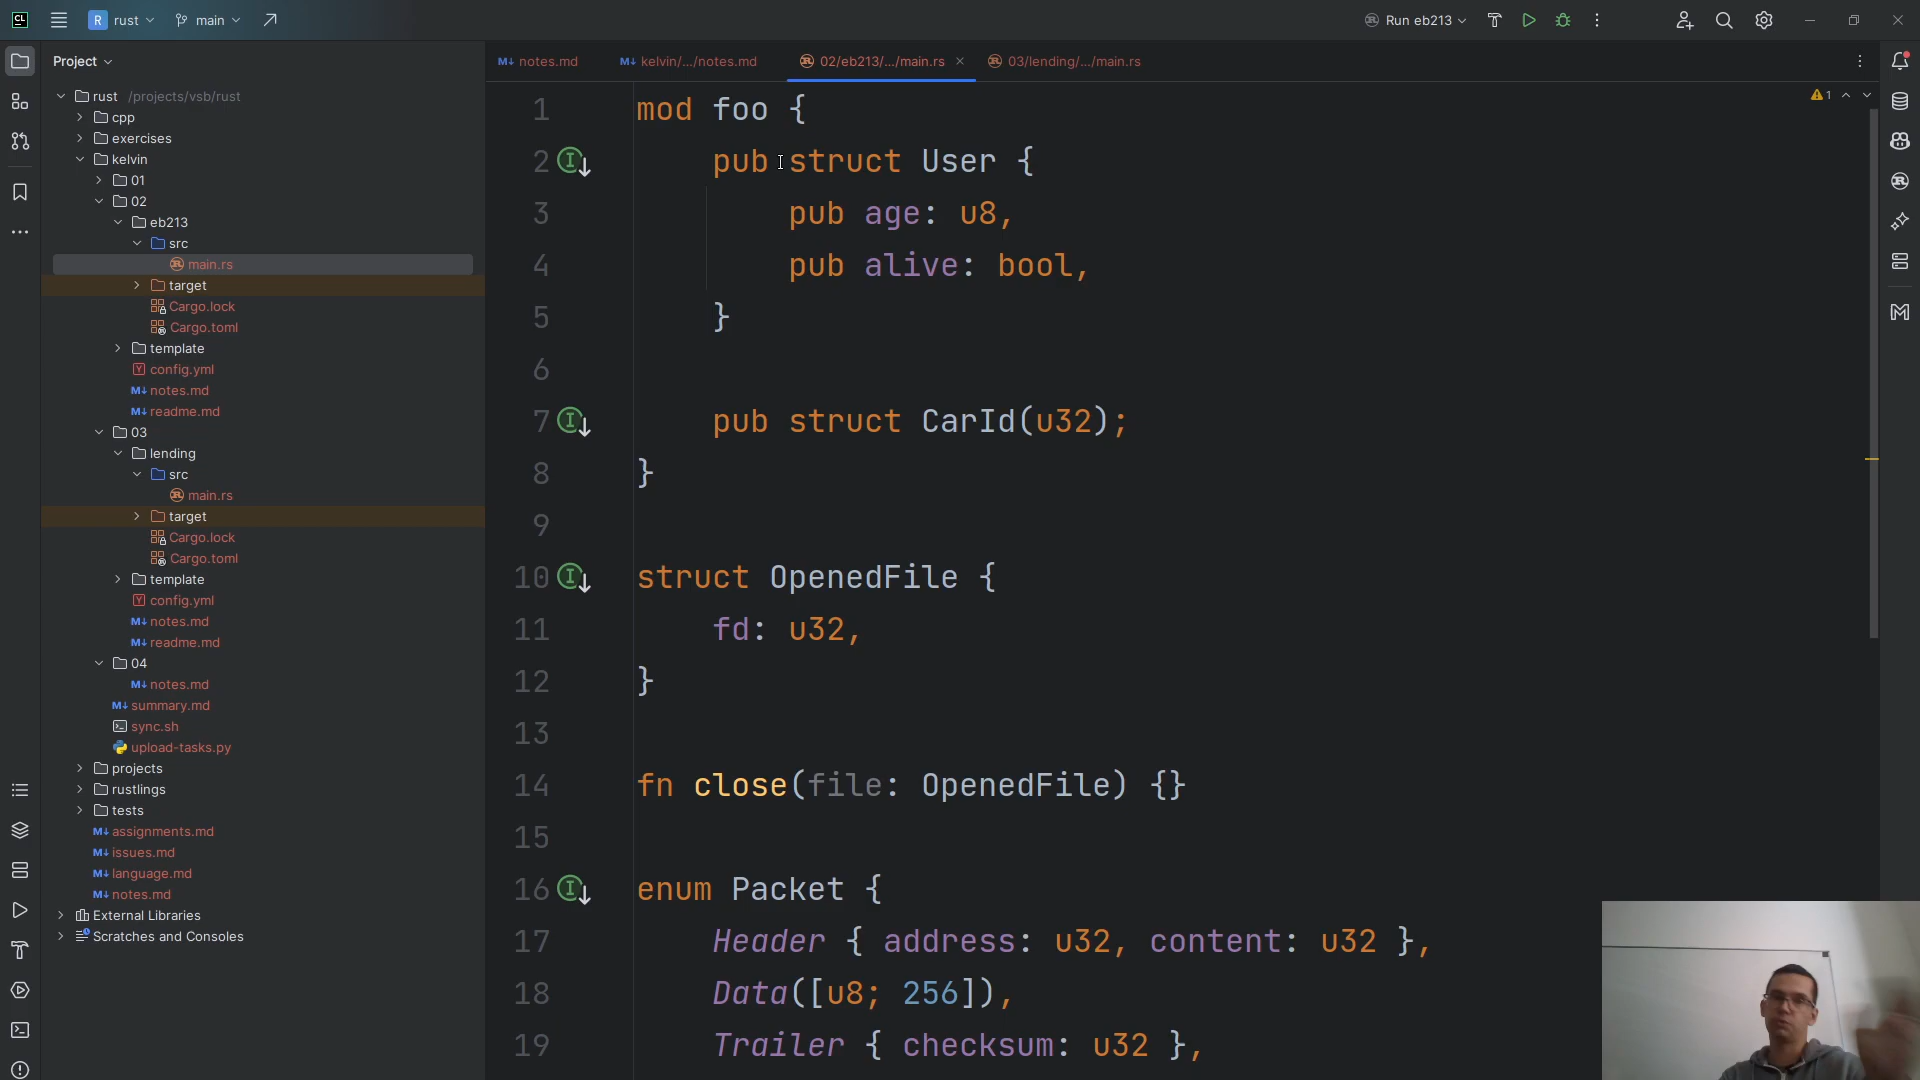 CL
R rust
main
Run eb213
Project
notes.md
kelvin/.../notes.md
02/eb213/.../main.rs
03/lending/.../main.rs
rust /projects/vsb/rust
cpp
exercises
kelvin
01
02
eb213
src
main.rs
target
Cargo.lock
Cargo.toml
template
config.yml
notes.md
readme.md
03
lending
src
main.rs
target
Cargo.lock
Cargo.toml
template
config.yml
notes.md
readme.md
04
notes.md
summary.md
sync.sh
upload-tasks.py
projects
rustlings
tests
assignments.md
issues.md
language.md
notes.md
External Libraries
Scratches and Consoles
1
1 mod foo {
2 pub struct User {
3 pub age: u8,
4 pub alive: bool,
5 }
6
7 pub struct CarId(u32);
8 }
9
10 struct OpenedFile {
11 fd: u32,
12 }
13
14 fn close(file: OpenedFile) {}
15
16 enum Packet {
17 Header { address: u32, content: u32 },
18 Data([u8; 256]),
19 Trailer { checksum: u32 },